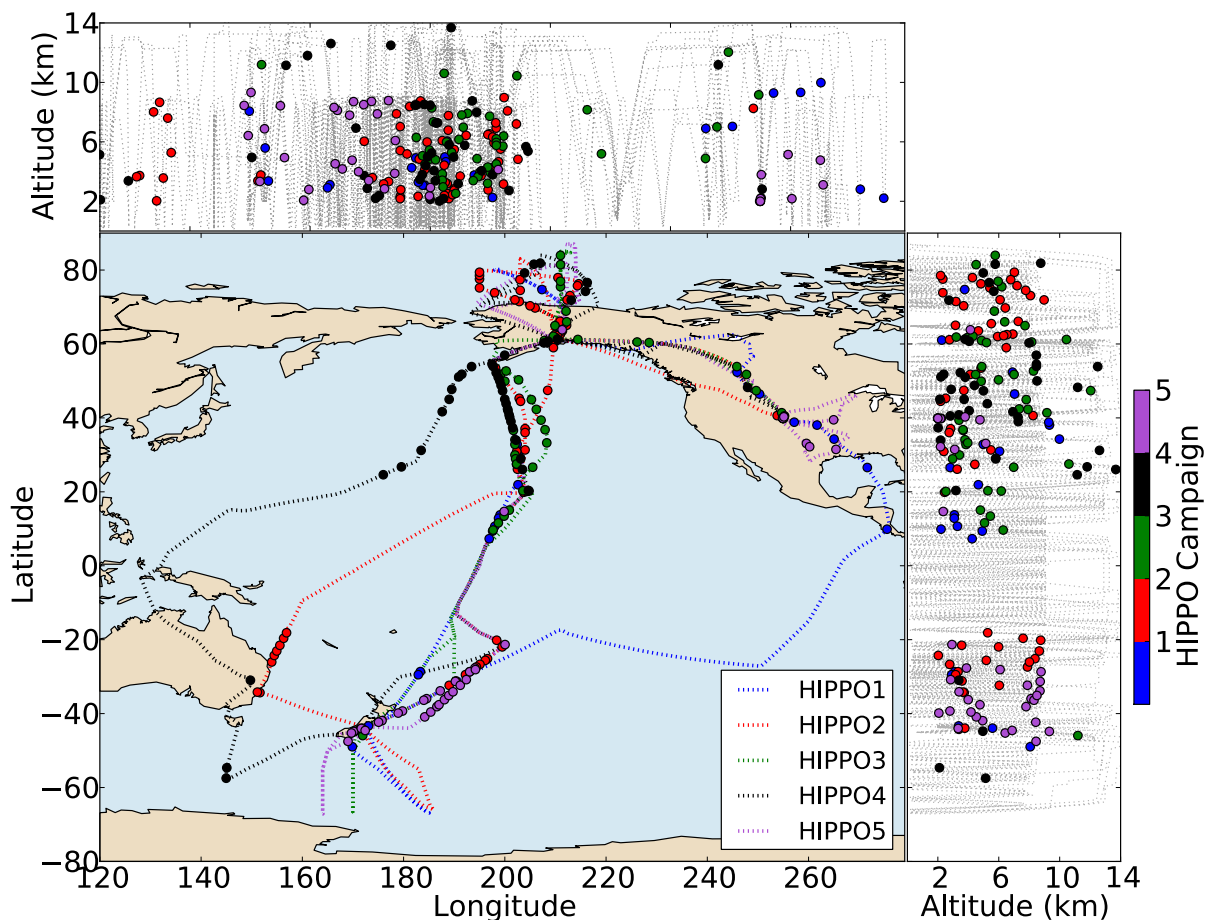 14
10
6
2
Altitude (km)
80
60
40
20
0
−20
−40
−60
−80
Latitude
HIPPO1
HIPPO2
HIPPO3
HIPPO4
HIPPO5
120 140 160 180 200 220 240 260
Longitude
2 6 10 14
Altitude (km)
5
4
3
2
1
HIPPO Campaign